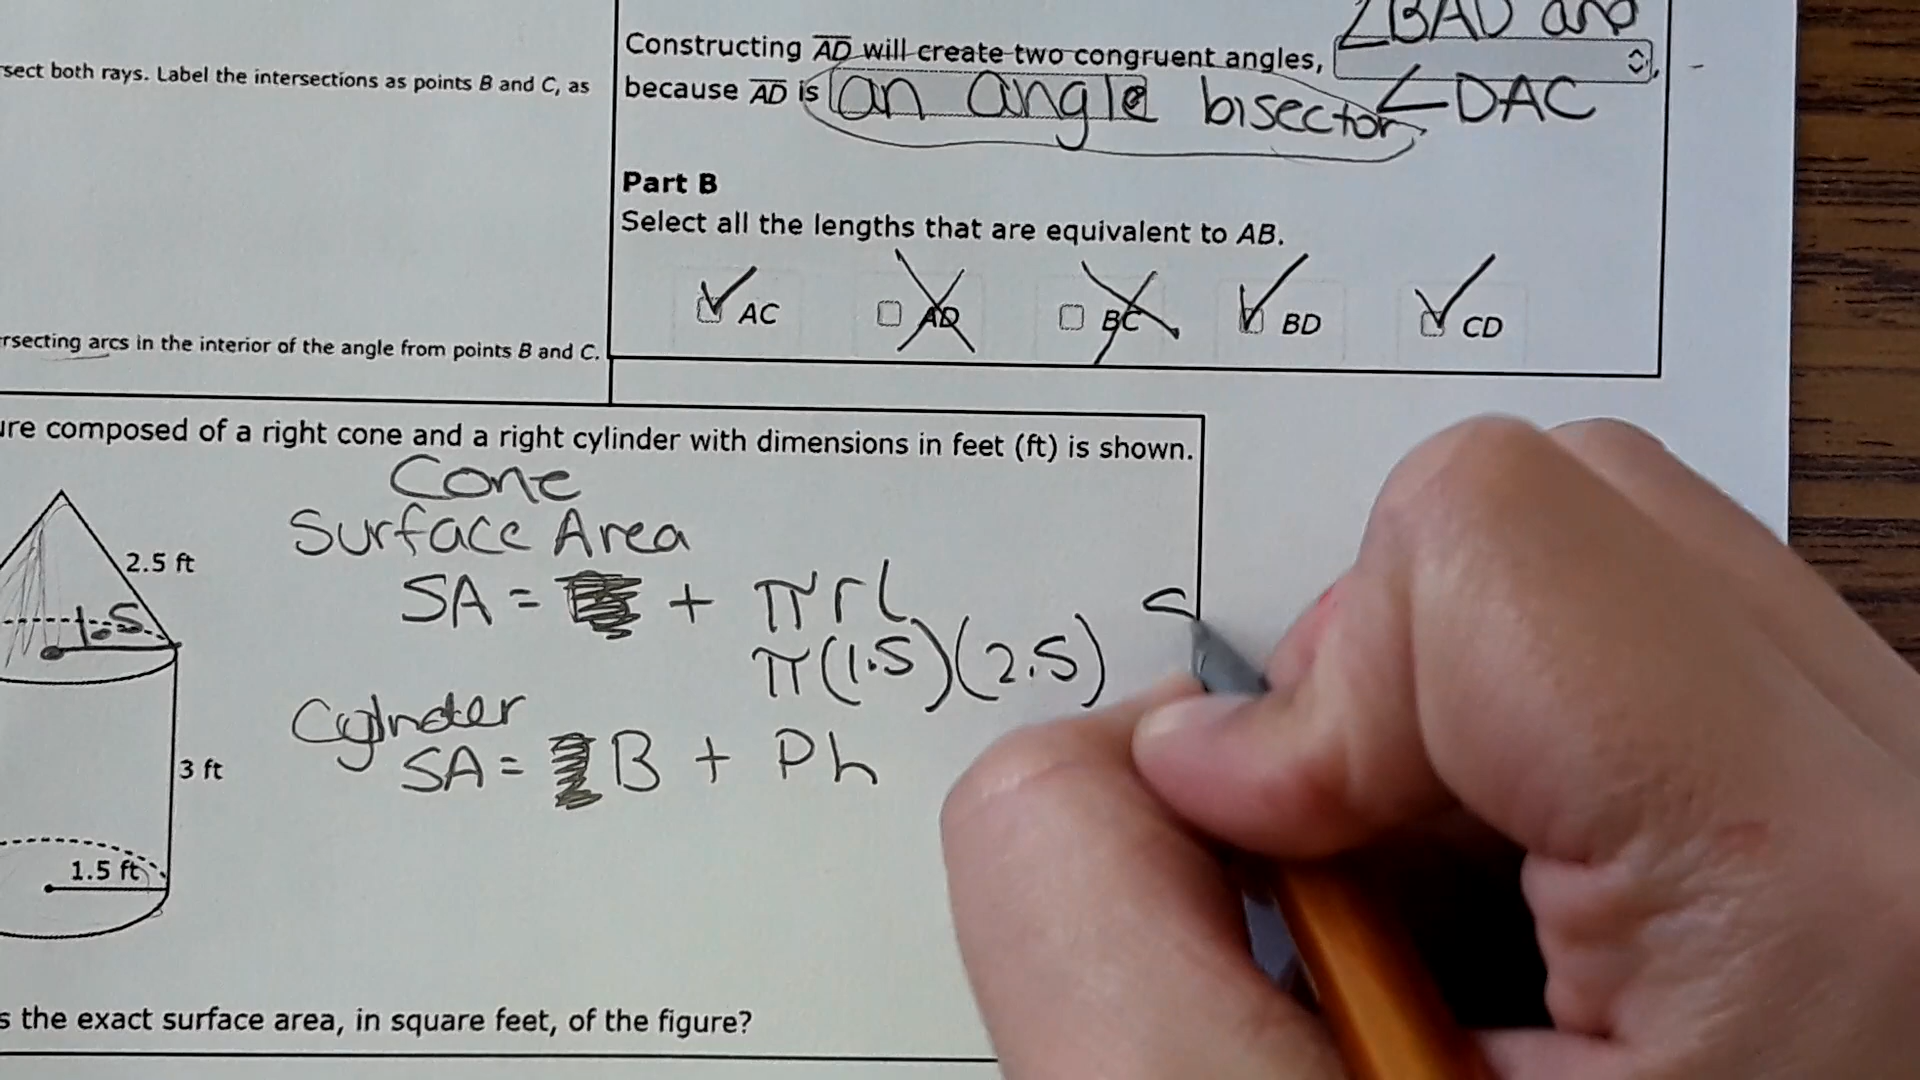 sect both rays. Label the intersections as points B and C, as
rsecting arcs in the interior of the angle from points B and C.
∠BAD and
Constructing AD will create two congruent angles,
∠DAC
because AD is an angle bisector
Part B
Select all the lengths that are equivalent to AB.
AC AD BC BD CD
ure composed of a right cone and a right cylinder with dimensions in feet (ft) is shown.
Cone
Surface Area
2.5 ft
SA = + πrl
1.5
π(1.5)(2.5)
Cylinder
SA = B + Ph
3 ft
1.5 ft
s the exact surface area, in square feet, of the figure?